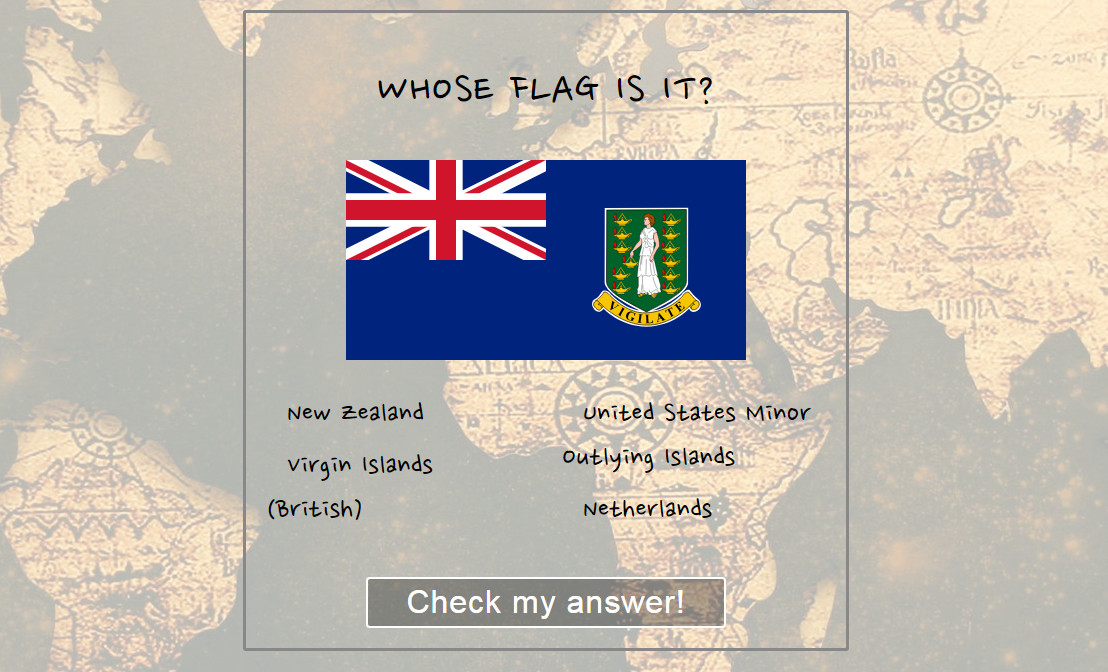 WHOSE FLAG IS IT?
VIGILATE
New Zealand
United States Minor
Outlying Islands
Virgin Islands
(British)
Netherlands
Check my answer!